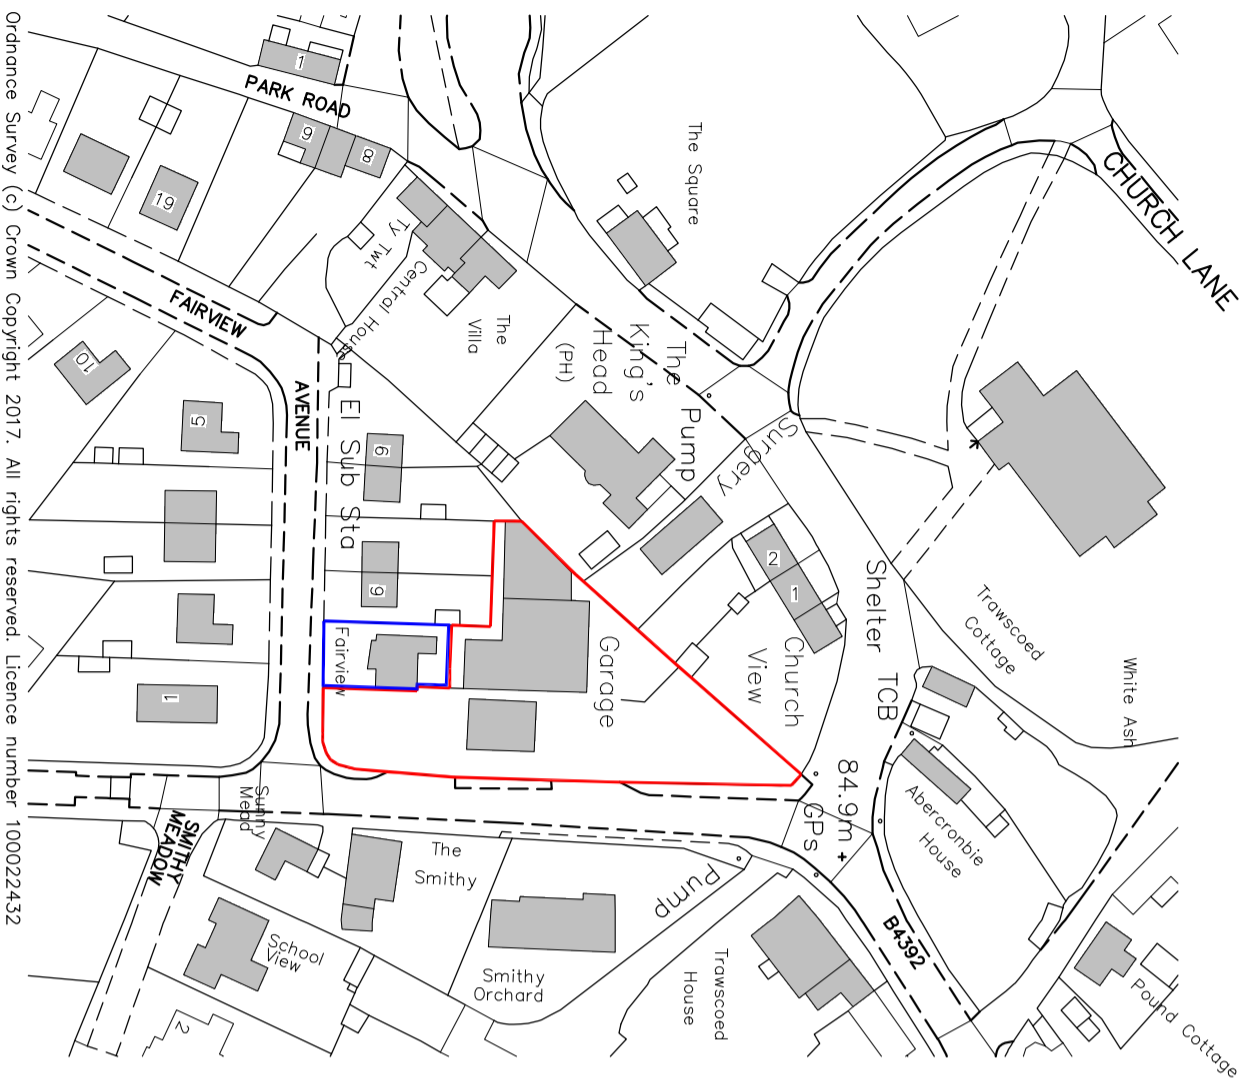 Ordnance Survey (c) Crown Copyright 2017. All rights reserved. Licence number 100022432
1
PARK ROAD
9
8
19
FAIRVIEW
AVENUE
10
5
1
Ty Twt
Central House
The
Villa
The Square
The
King's
Head
(PH)
Pump
Surgery
CHURCH LANE
El Sub Sta
6
9
Fairview
Garage
2
1
Church
View
Shelter
TCB
Trawscoed
Cottage
White Ash
84.9m +
GPs
Abercronbie
House
B4392
Pound Cottage
Sunny
Mead
SMITHY
MEADOW
The
Smithy
School
View
2
Smithy
Orchard
Pump
Trawscoed
House